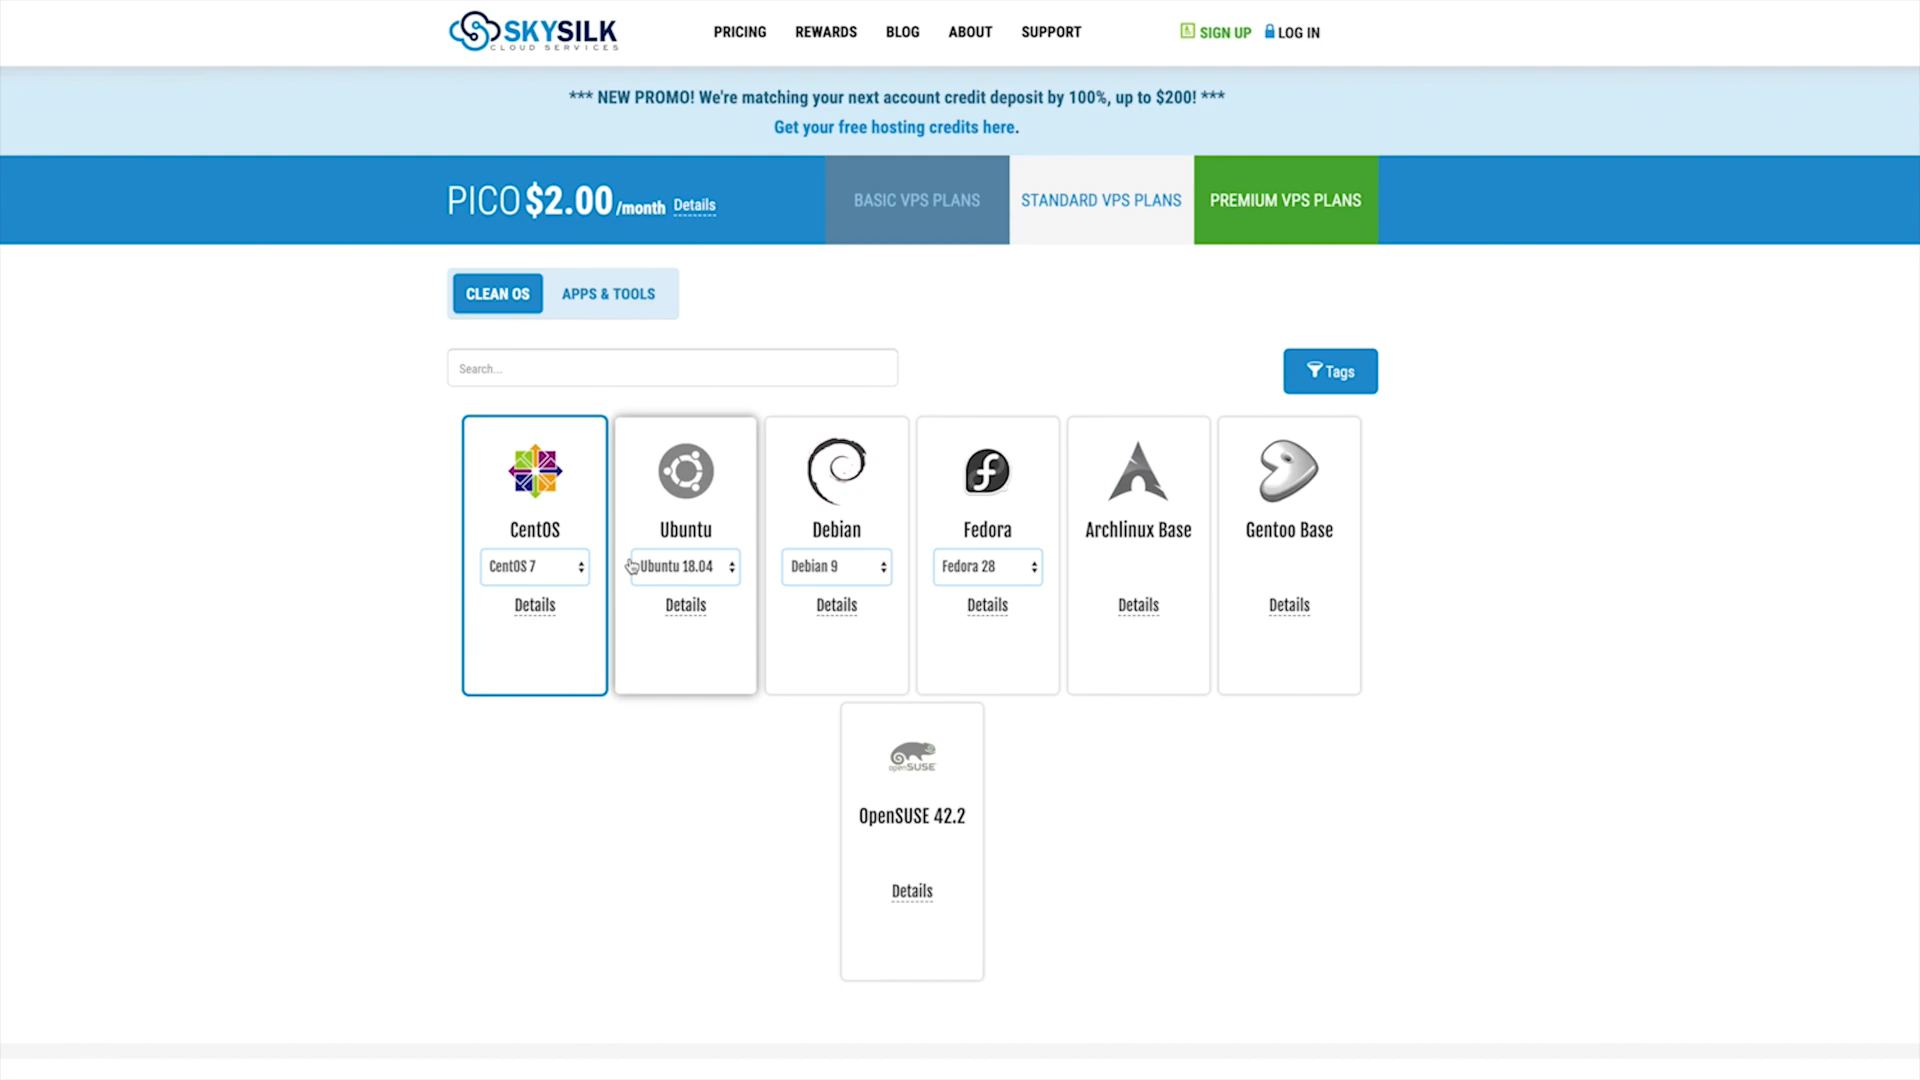 SKYSILK
CLOUD SERVICES
PRICING
REWARDS
BLOG
ABOUT
SUPPORT
SIGN UP
LOG IN
*** NEW PROMO! We're matching your next account credit deposit by 100%, up to $200! ***
Get your free hosting credits here.
PICO $2.00 /month Details
BASIC VPS PLANS
STANDARD VPS PLANS
PREMIUM VPS PLANS
CLEAN OS
APPS & TOOLS
Search...
Tags
CentOS
CentOS 7
Details
Ubuntu
Ubuntu 18.04
Details
Debian
Debian 9
Details
Fedora
Fedora 28
Details
Archlinux Base
Details
Gentoo Base
Details
openSUSE
OpenSUSE 42.2
Details